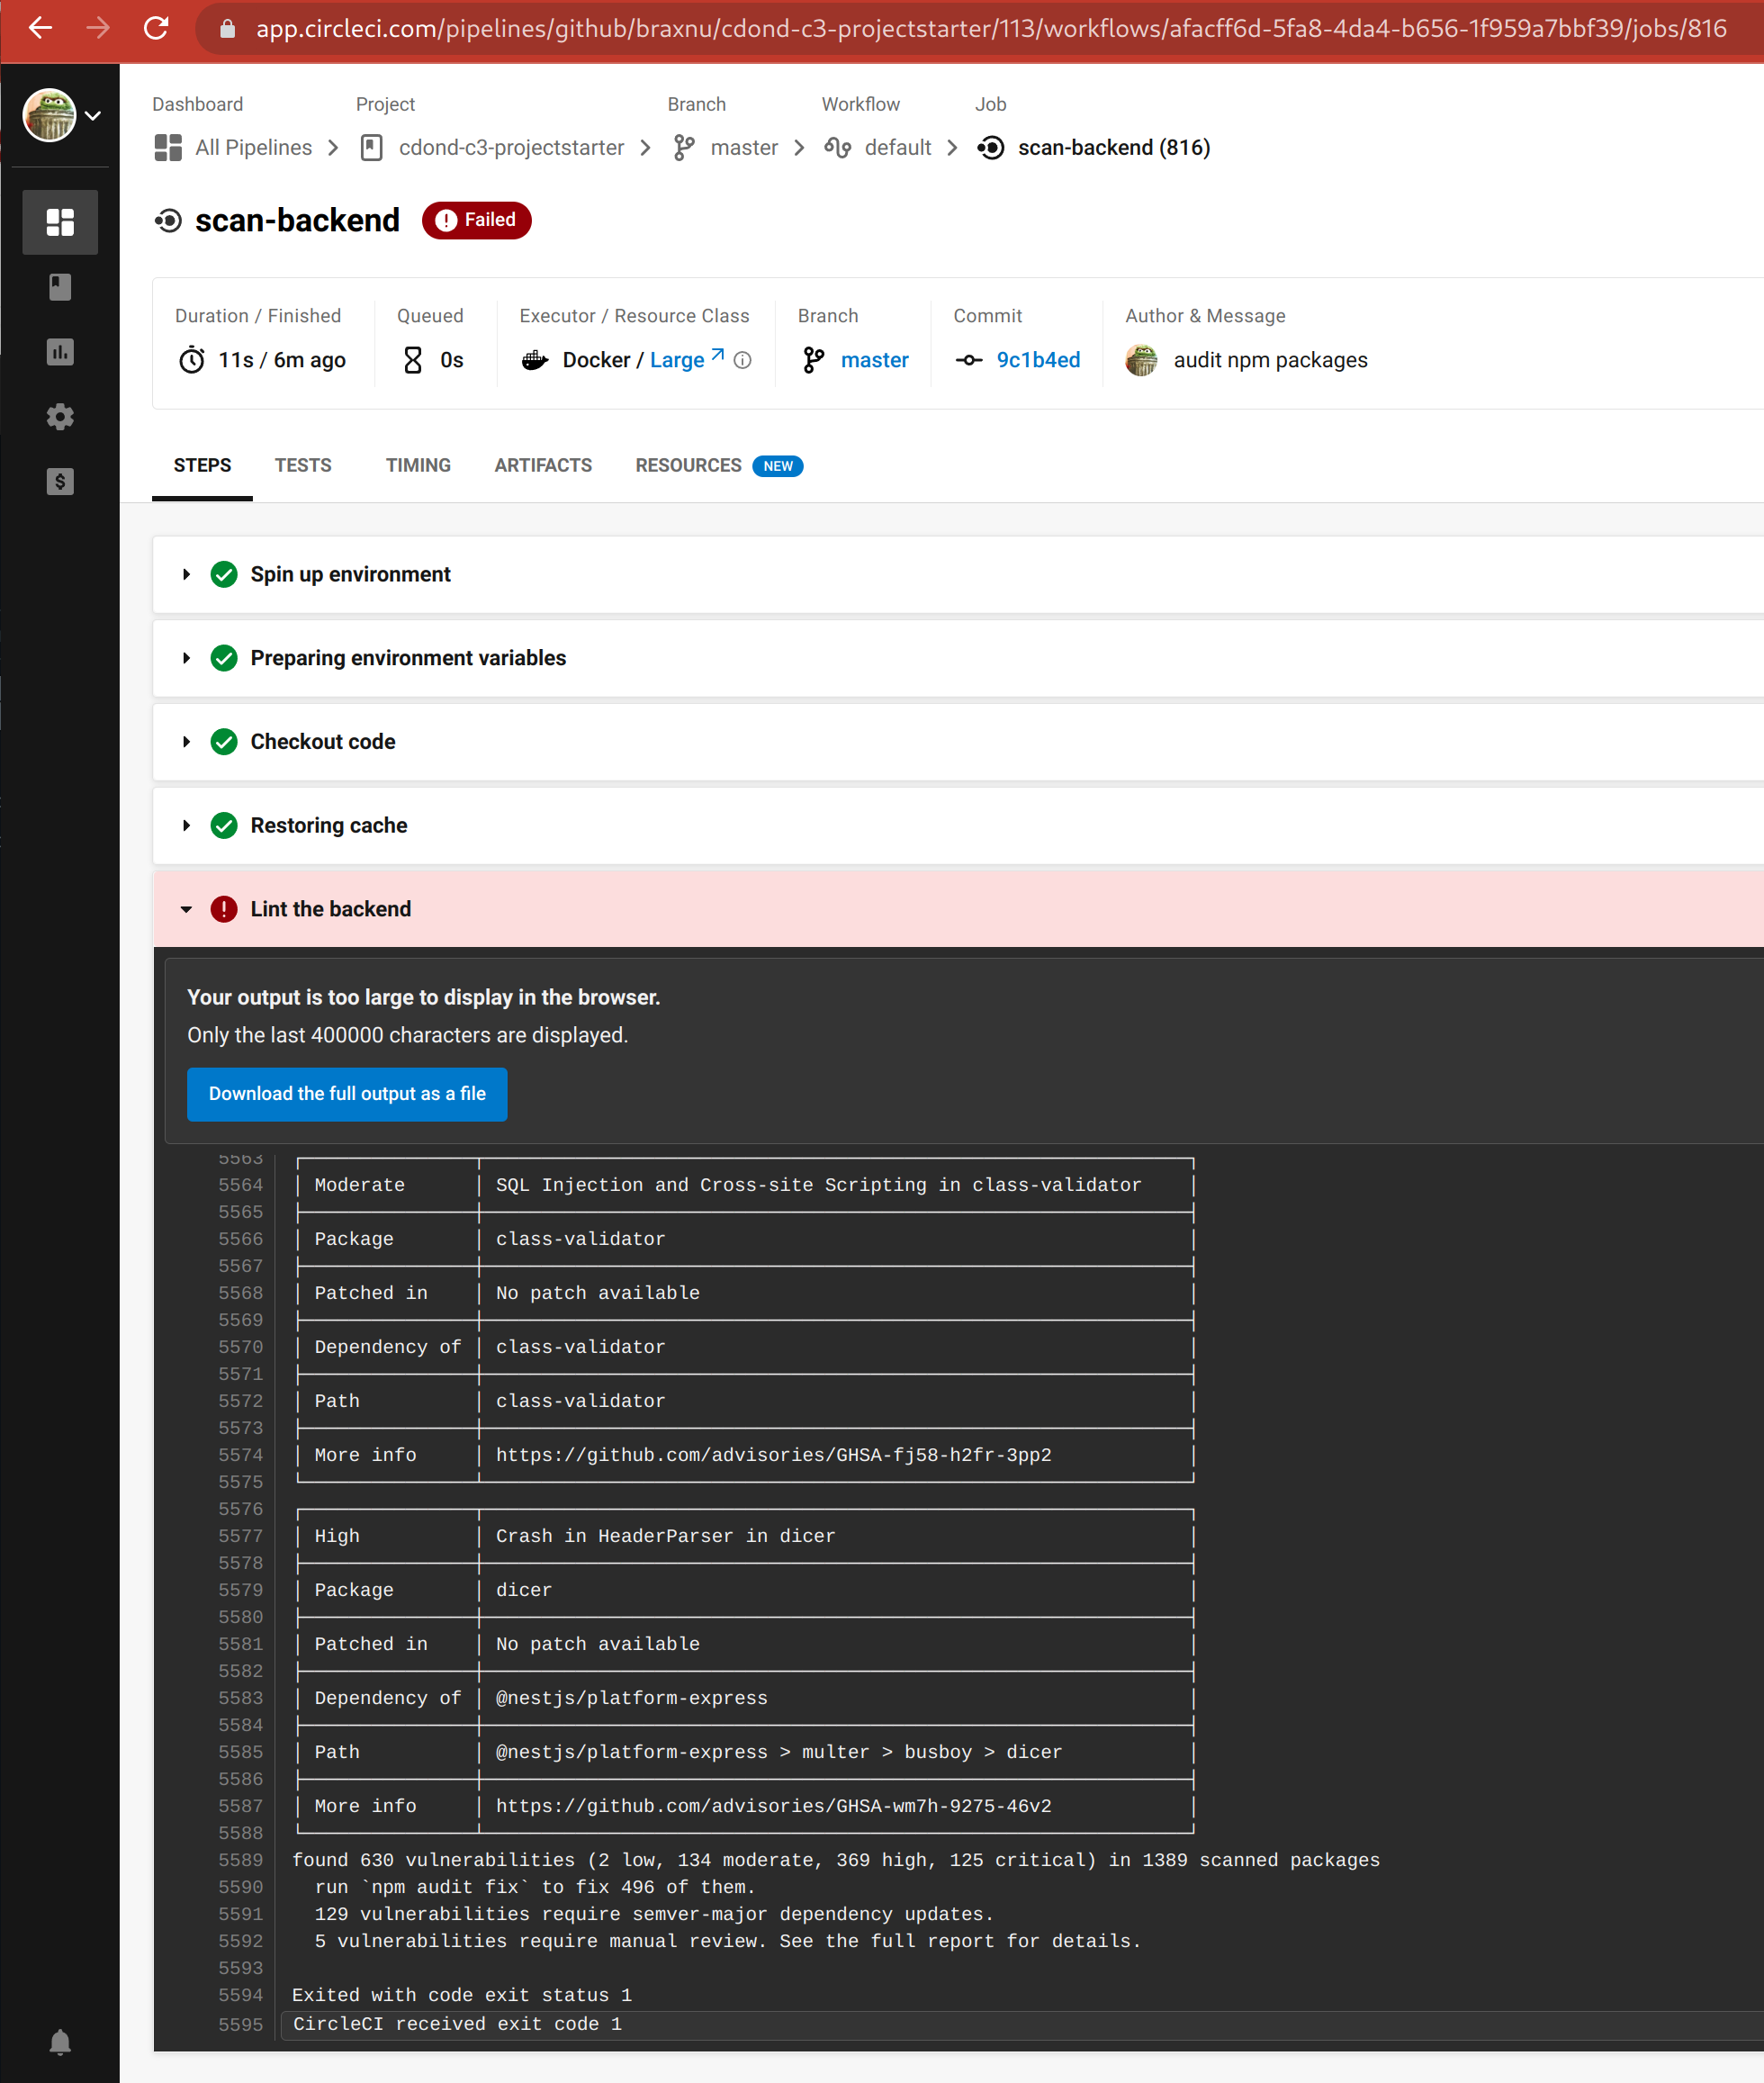 app.circleci.com/pipelines/github/braxnu/cdond-c3-projectstarter/113/workflows/afacff6d-5fa8-4da4-b656-1f959a7bbf39/jobs/816
Dashboard Project Branch Workflow Job
All Pipelines cdond-c3-projectstarter master default scan-backend (816)
scan-backend Failed
Duration / Finished Queued Executor / Resource Class Branch Commit Author & Message
11s / 6m ago 0s Docker / Large master 9c1b4ed audit npm packages
STEPS TESTS TIMING ARTIFACTS RESOURCES NEW
Spin up environment
Preparing environment variables
Checkout code
Restoring cache
Lint the backend
Your output is too large to display in the browser.
Only the last 400000 characters are displayed.
Download the full output as a file
5563
5564 Moderate SQL Injection and Cross-site Scripting in class-validator
5565
5566 Package class-validator
5567
5568 Patched in No patch available
5569
5570 Dependency of class-validator
5571
5572 Path class-validator
5573
5574 More info https://github.com/advisories/GHSA-fj58-h2fr-3pp2
5575
5576
5577 High Crash in HeaderParser in dicer
5578
5579 Package dicer
5580
5581 Patched in No patch available
5582
5583 Dependency of @nestjs/platform-express
5584
5585 Path @nestjs/platform-express > multer > busboy > dicer
5586
5587 More info https://github.com/advisories/GHSA-wm7h-9275-46v2
5588
5589 found 630 vulnerabilities (2 low, 134 moderate, 369 high, 125 critical) in 1389 scanned packages
5590 run `npm audit fix` to fix 496 of them.
5591 129 vulnerabilities require semver-major dependency updates.
5592 5 vulnerabilities require manual review. See the full report for details.
5593
5594 Exited with code exit status 1
5595 CircleCI received exit code 1